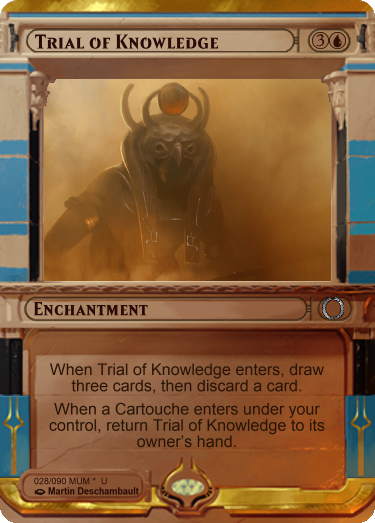 Trial of Knowledge 3
Enchantment
When Trial of Knowledge enters, draw
three cards, then discard a card.
When a Cartouche enters under your
control, return Trial of Knowledge to its
owner's hand.
028/090 MUM * U
Martin Deschambault